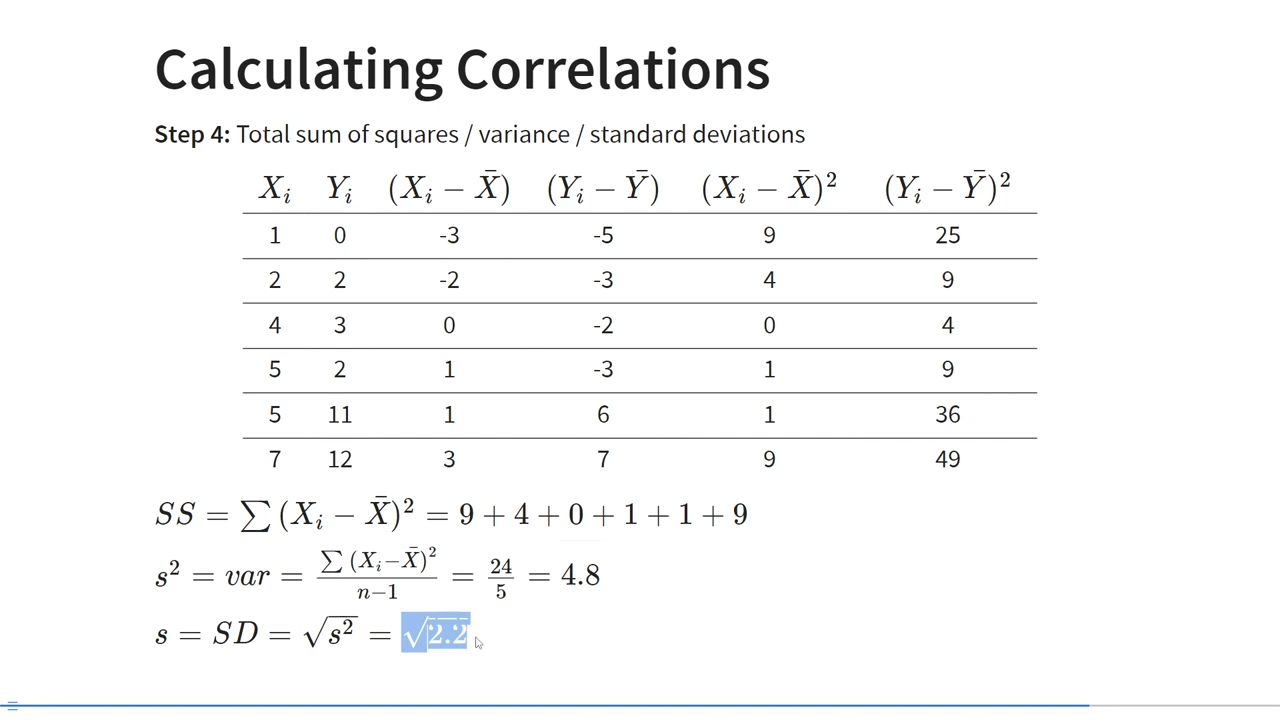 Calculating Correlations
Step 4: Total sum of squares / variance / standard deviations
Xᵢ Yᵢ (Xᵢ − X̄) (Yᵢ − Ȳ) (Xᵢ − X̄)² (Yᵢ − Ȳ)²
1 0 -3 -5 9 25
2 2 -2 -3 4 9
4 3 0 -2 0 4
5 2 1 -3 1 9
5 11 1 6 1 36
7 12 3 7 9 49
SS = ∑ (Xᵢ − X̄)² = 9 + 4 + 0 + 1 + 1 + 9
s² = var = ∑ (Xᵢ−X̄)² / n−1 = 24/5 = 4.8
s = SD = √s² = √2.2